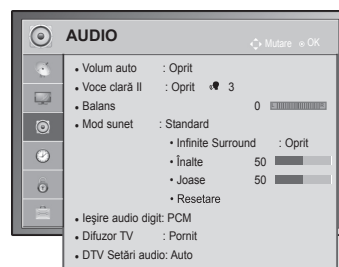 AUDIO
Mutare OK
• Volum auto : Oprit
• Voce clară II : Oprit 3
• Balans 0
• Mod sunet : Standard
• Infinite Surround : Oprit
• Înalte 50
• Joase 50
• Resetare
• Ieşire audio digit: PCM
• Difuzor TV : Pornit
• DTV Setări audio: Auto